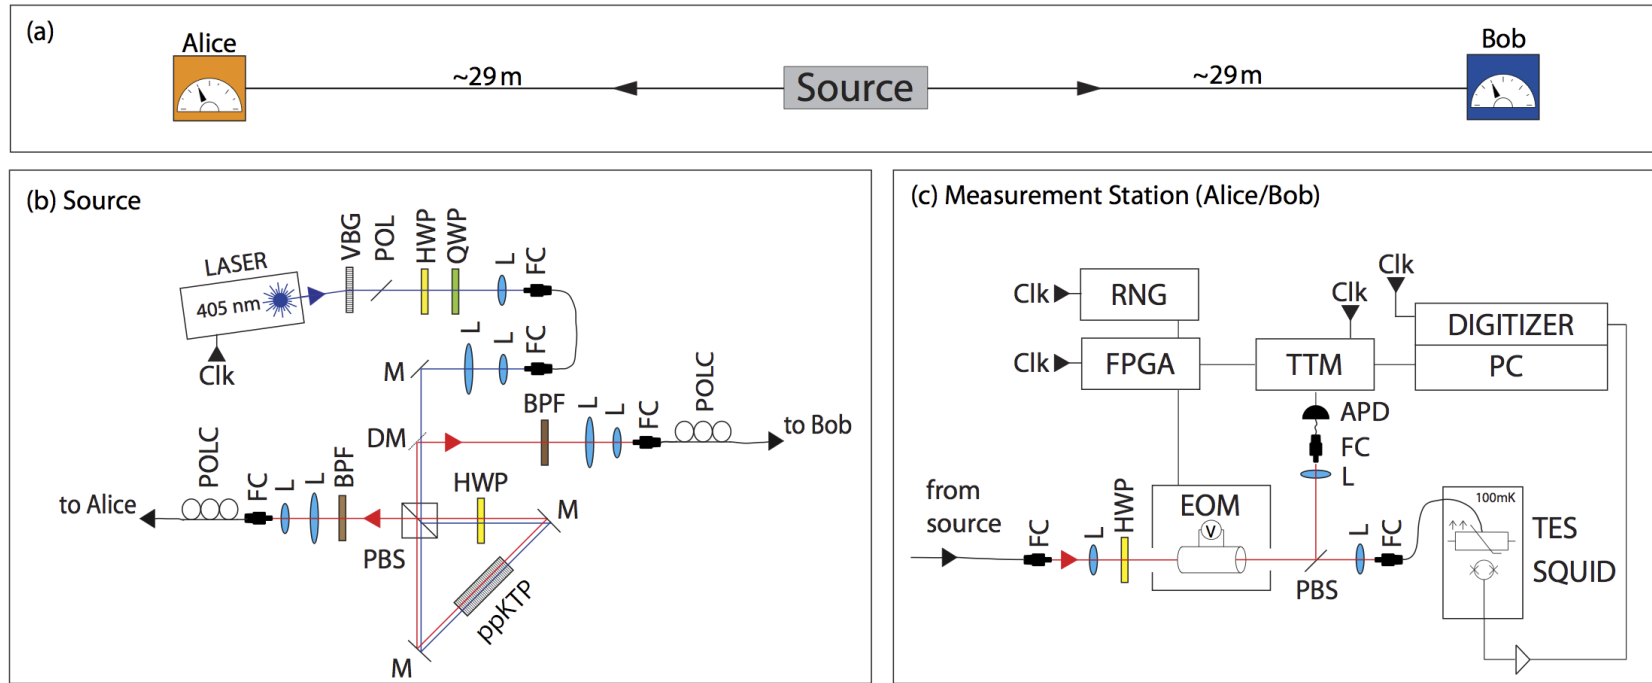 (a)
Alice
~29 m
Source
~29 m
Bob
(b) Source
LASER
405 nm
Clk
VBG
POL
HWP
QWP
L
FC
M
L
L
FC
DM
BPF
L
L
FC
POLC
to Bob
to Alice
POLC
FC
L
L
BPF
PBS
HWP
M
ppKTP
M
(c) Measurement Station (Alice/Bob)
Clk
RNG
Clk
FPGA
Clk
TTM
Clk
DIGITIZER
PC
APD
FC
L
from
source
FC
L
HWP
EOM
V
PBS
L
FC
100mK
TES
SQUID